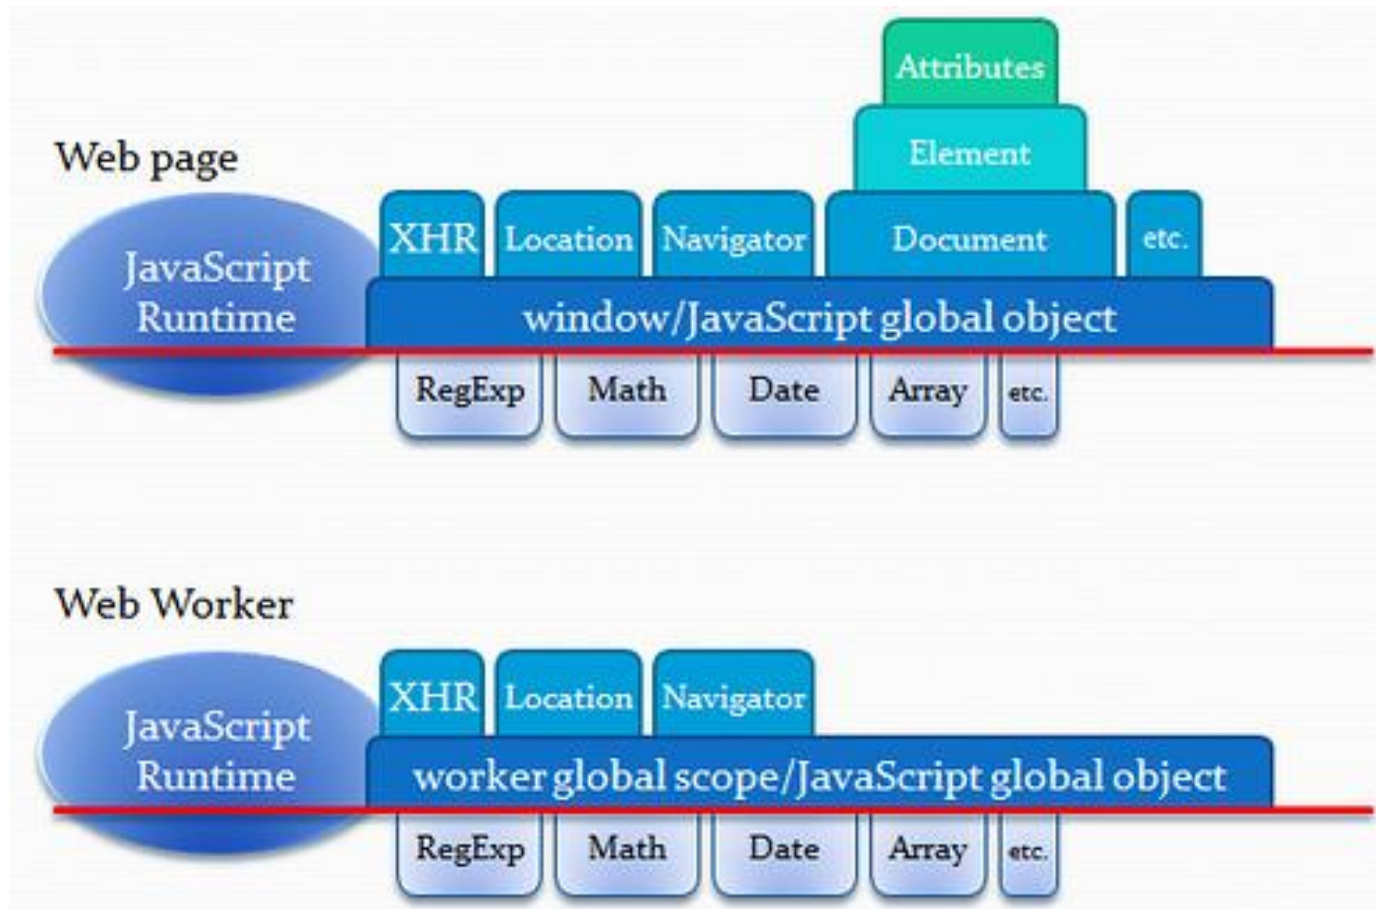 Attributes
Element
Web page
XHR Location Navigator Document etc.
JavaScript
Runtime
window/JavaScript global object
RegExp Math Date Array etc.
Web Worker
XHR Location Navigator
JavaScript
Runtime
worker global scope/JavaScript global object
RegExp Math Date Array etc.